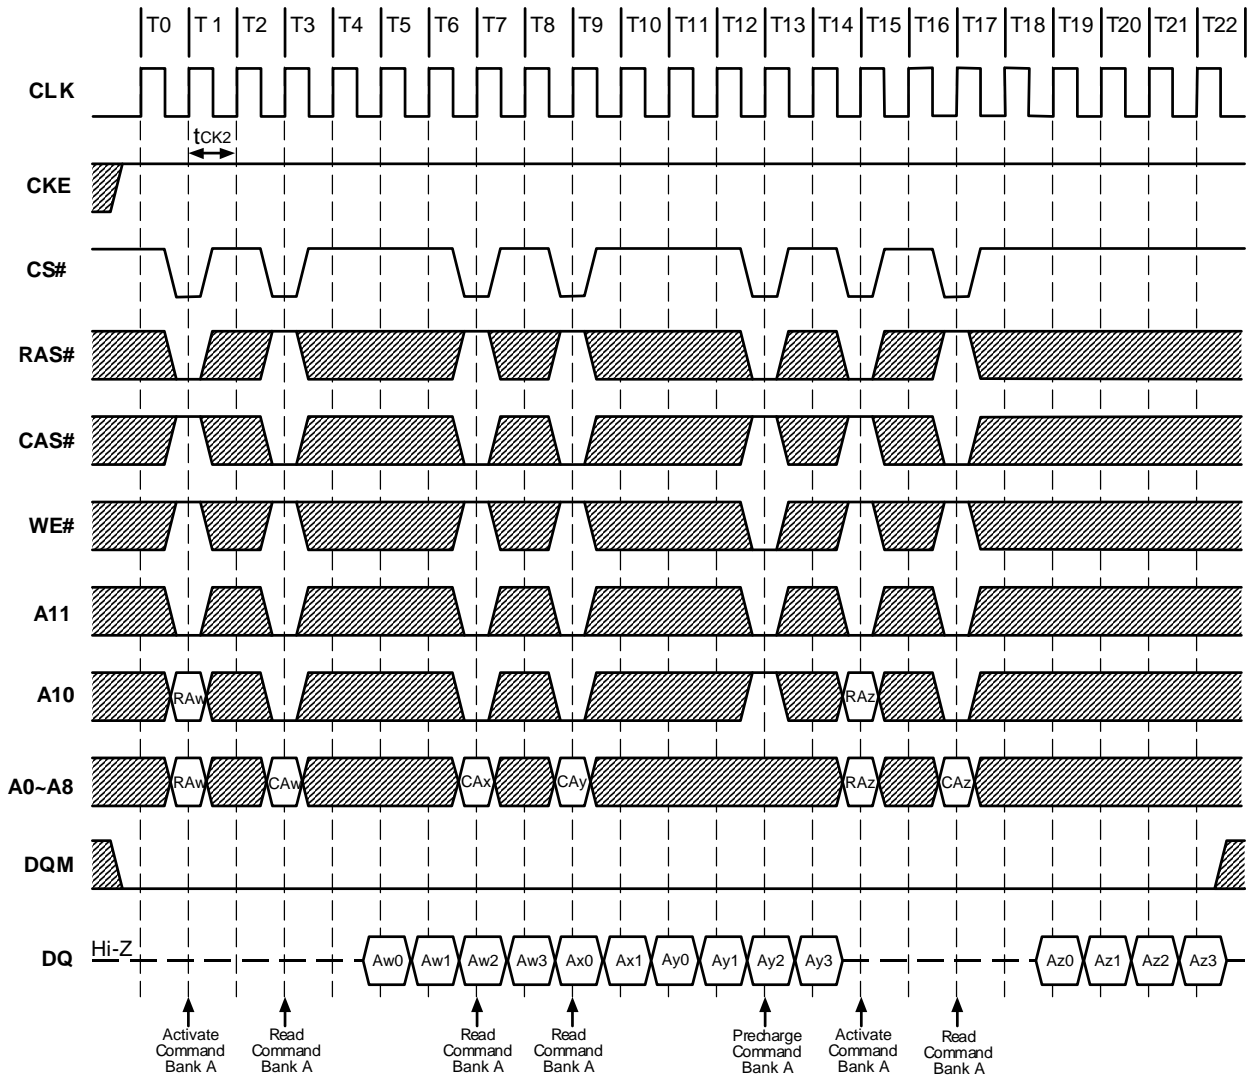 T0 T1 T2 T3 T4 T5 T6 T7 T8 T9 T10 T11 T12 T13 T14 T15 T16 T17 T18 T19 T20 T21 T22
CLK
tCK2
CKE
CS#
RAS#
CAS#
WE#
A11
A10 RAw RAz
A0~A8 RAw CAw CAx CAy RAz CAz
DQM
DQ Hi-Z Aw0 Aw1 Aw2 Aw3 Ax0 Ax1 Ay0 Ay1 Ay2 Ay3 Az0 Az1 Az2 Az3
Activate
Command
Bank A
Read
Command
Bank A
Read
Command
Bank A
Read
Command
Bank A
Precharge
Command
Bank A
Activate
Command
Bank A
Read
Command
Bank A